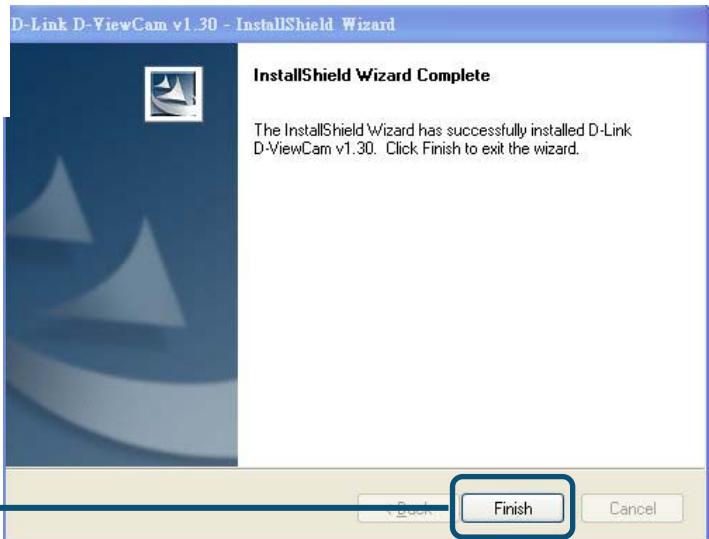 D-Link D-ViewCam v1.30 - InstallShield Wizard
InstallShield Wizard Complete
The InstallShield Wizard has successfully installed D-Link
D-ViewCam v1.30. Click Finish to exit the wizard.
< Back
Finish
Cancel